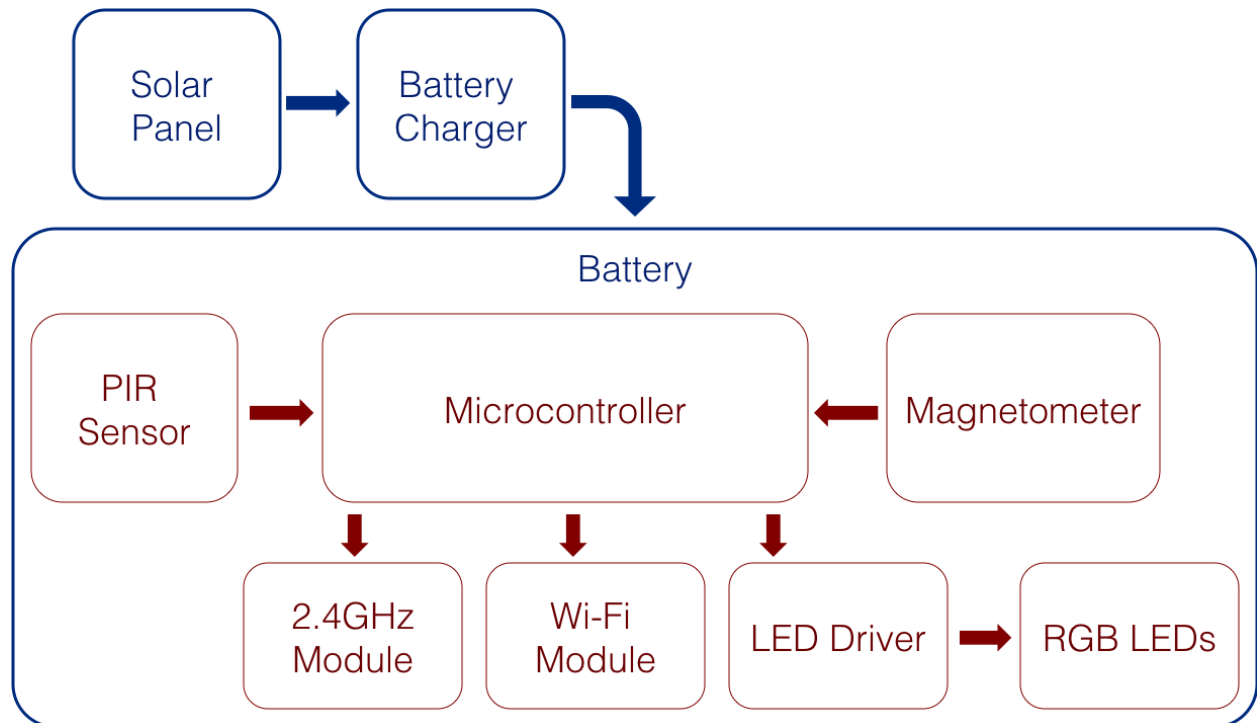 Solar
Panel
Battery
Charger
Battery
PIR
Sensor
Microcontroller
Magnetometer
2.4GHz
Module
Wi-Fi
Module
LED Driver
RGB LEDs